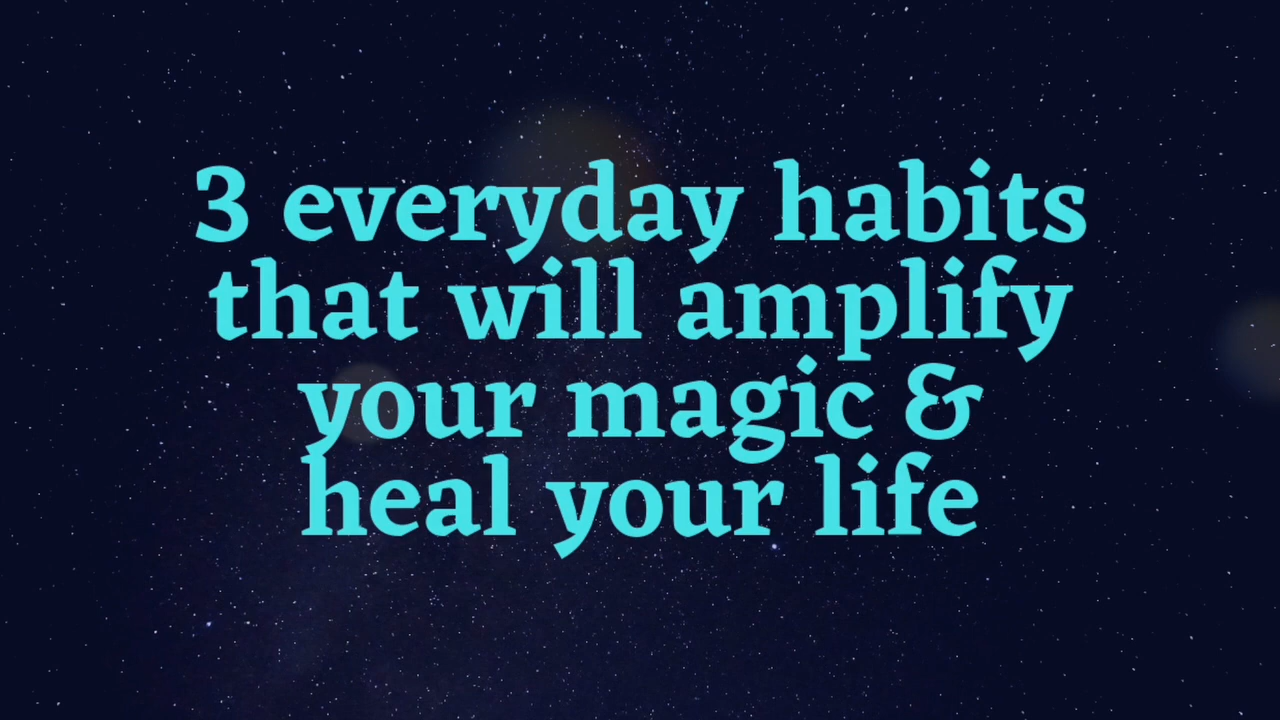 3 everyday habits
that will amplify
your magic &
heal your life